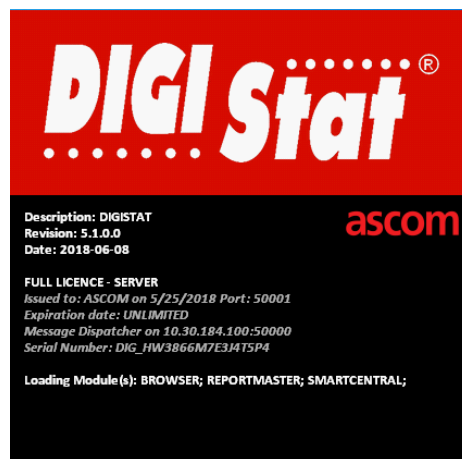 DIGI Stat ®
ascom
Description: DIGISTAT
Revision: 5.1.0.0
Date: 2018-06-08
FULL LICENCE - SERVER
Issued to: ASCOM on 5/25/2018 Port: 50001
Expiration date: UNLIMITED
Message Dispatcher on 10.30.184.100:50000
Serial Number: DIG_HW3866M7E3J4T5P4
Loading Module(s): BROWSER; REPORTMASTER; SMARTCENTRAL;